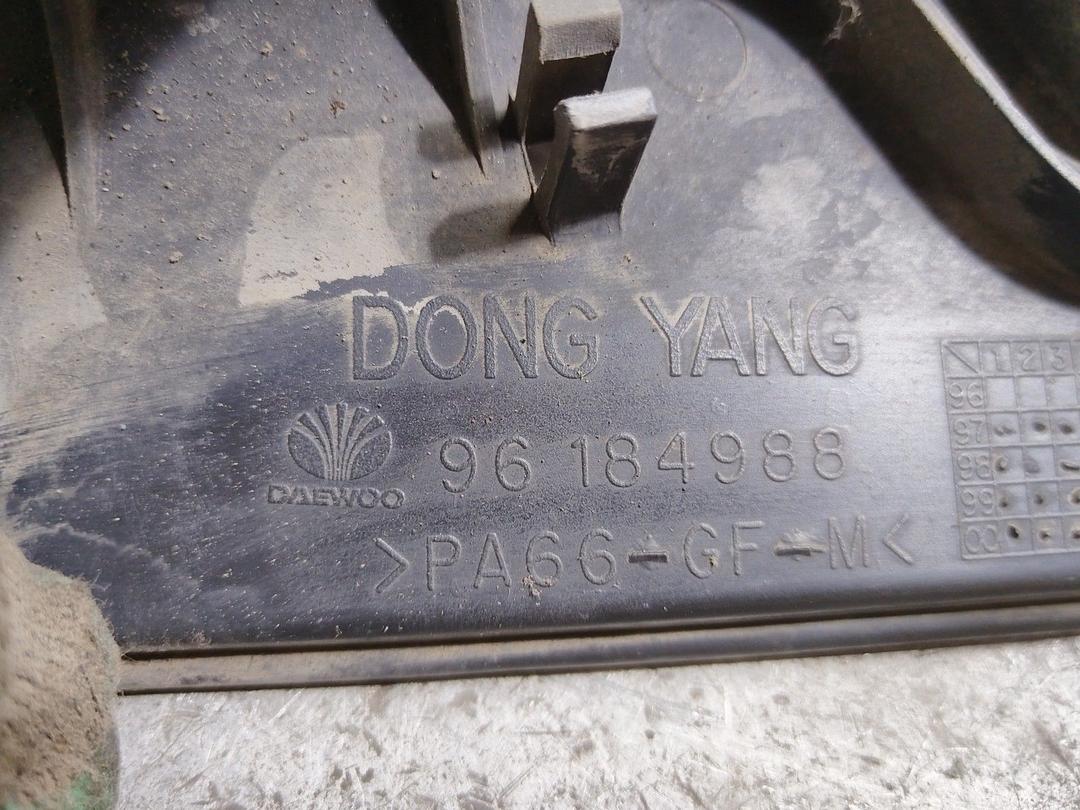 DONG YANG
DAEWOO
96 184988
>PA66-GF-M<
1 2 3
96
97
98
99
00